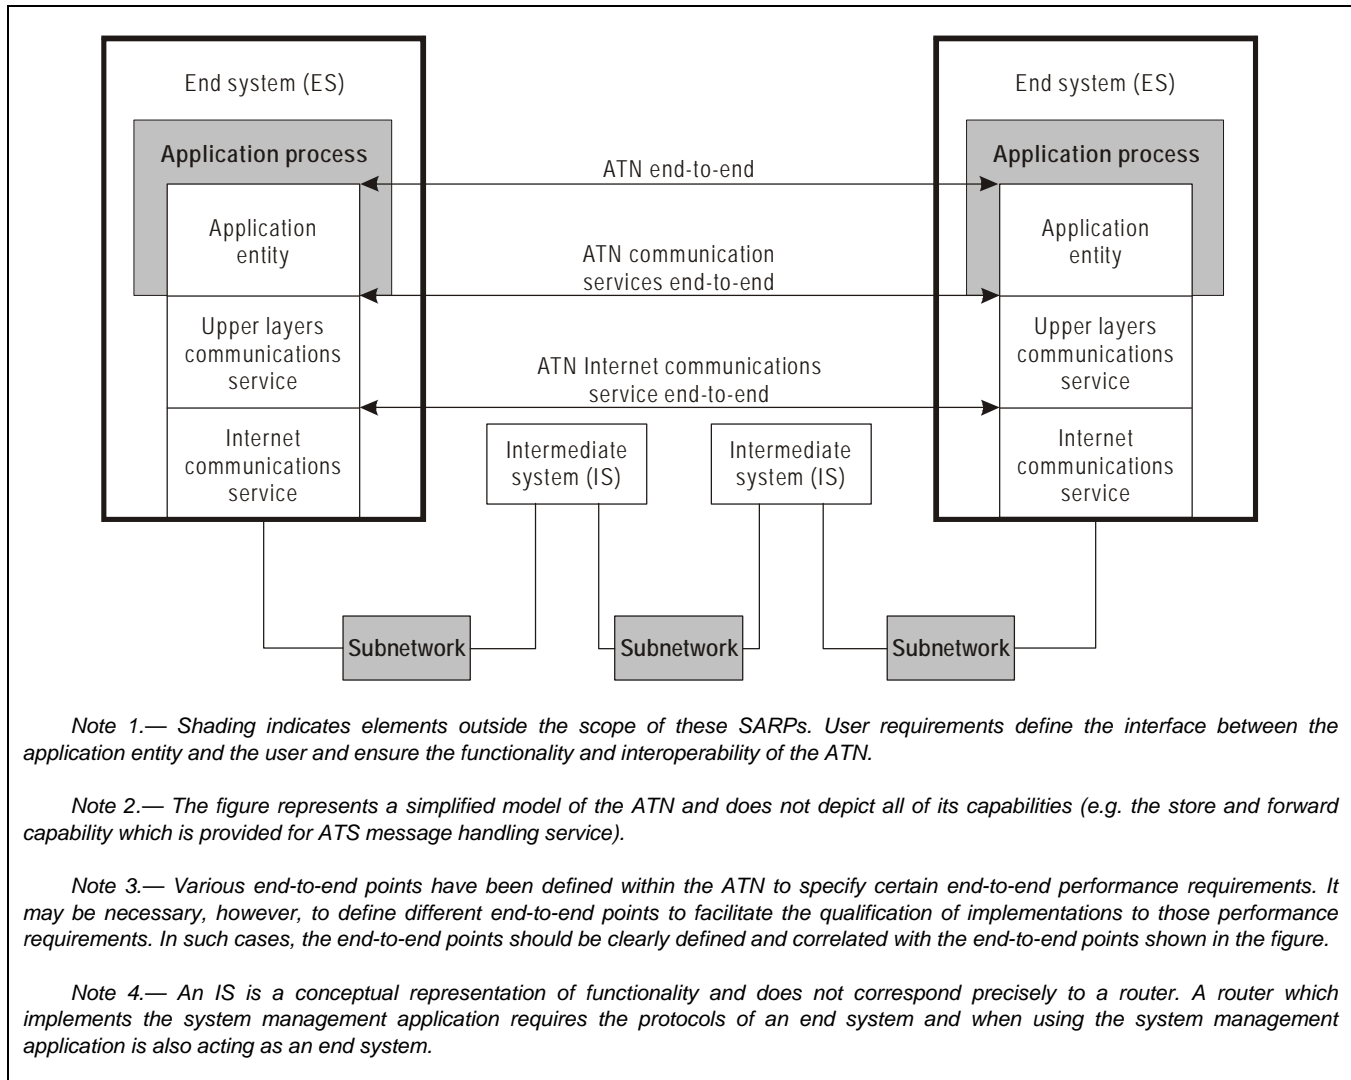 End system (ES)
End system (ES)
Application process
Application process
ATN end-to-end
Application
entity
Application
entity
ATN communication
services end-to-end
Upper layers
communications
service
Upper layers
communications
service
ATN Internet communications
service end-to-end
Internet
communications
service
Intermediate
system (IS)
Intermediate
system (IS)
Internet
communications
service
Subnetwork
Subnetwork
Subnetwork
Note 1.— Shading indicates elements outside the scope of these SARPs. User requirements define the interface between the
application entity and the user and ensure the functionality and interoperability of the ATN.
Note 2.— The figure represents a simplified model of the ATN and does not depict all of its capabilities (e.g. the store and forward
capability which is provided for ATS message handling service).
Note 3.— Various end-to-end points have been defined within the ATN to specify certain end-to-end performance requirements. It
may be necessary, however, to define different end-to-end points to facilitate the qualification of implementations to those performance
requirements. In such cases, the end-to-end points should be clearly defined and correlated with the end-to-end points shown in the figure.
Note 4.— An IS is a conceptual representation of functionality and does not correspond precisely to a router. A router which
implements the system management application requires the protocols of an end system and when using the system management
application is also acting as an end system.